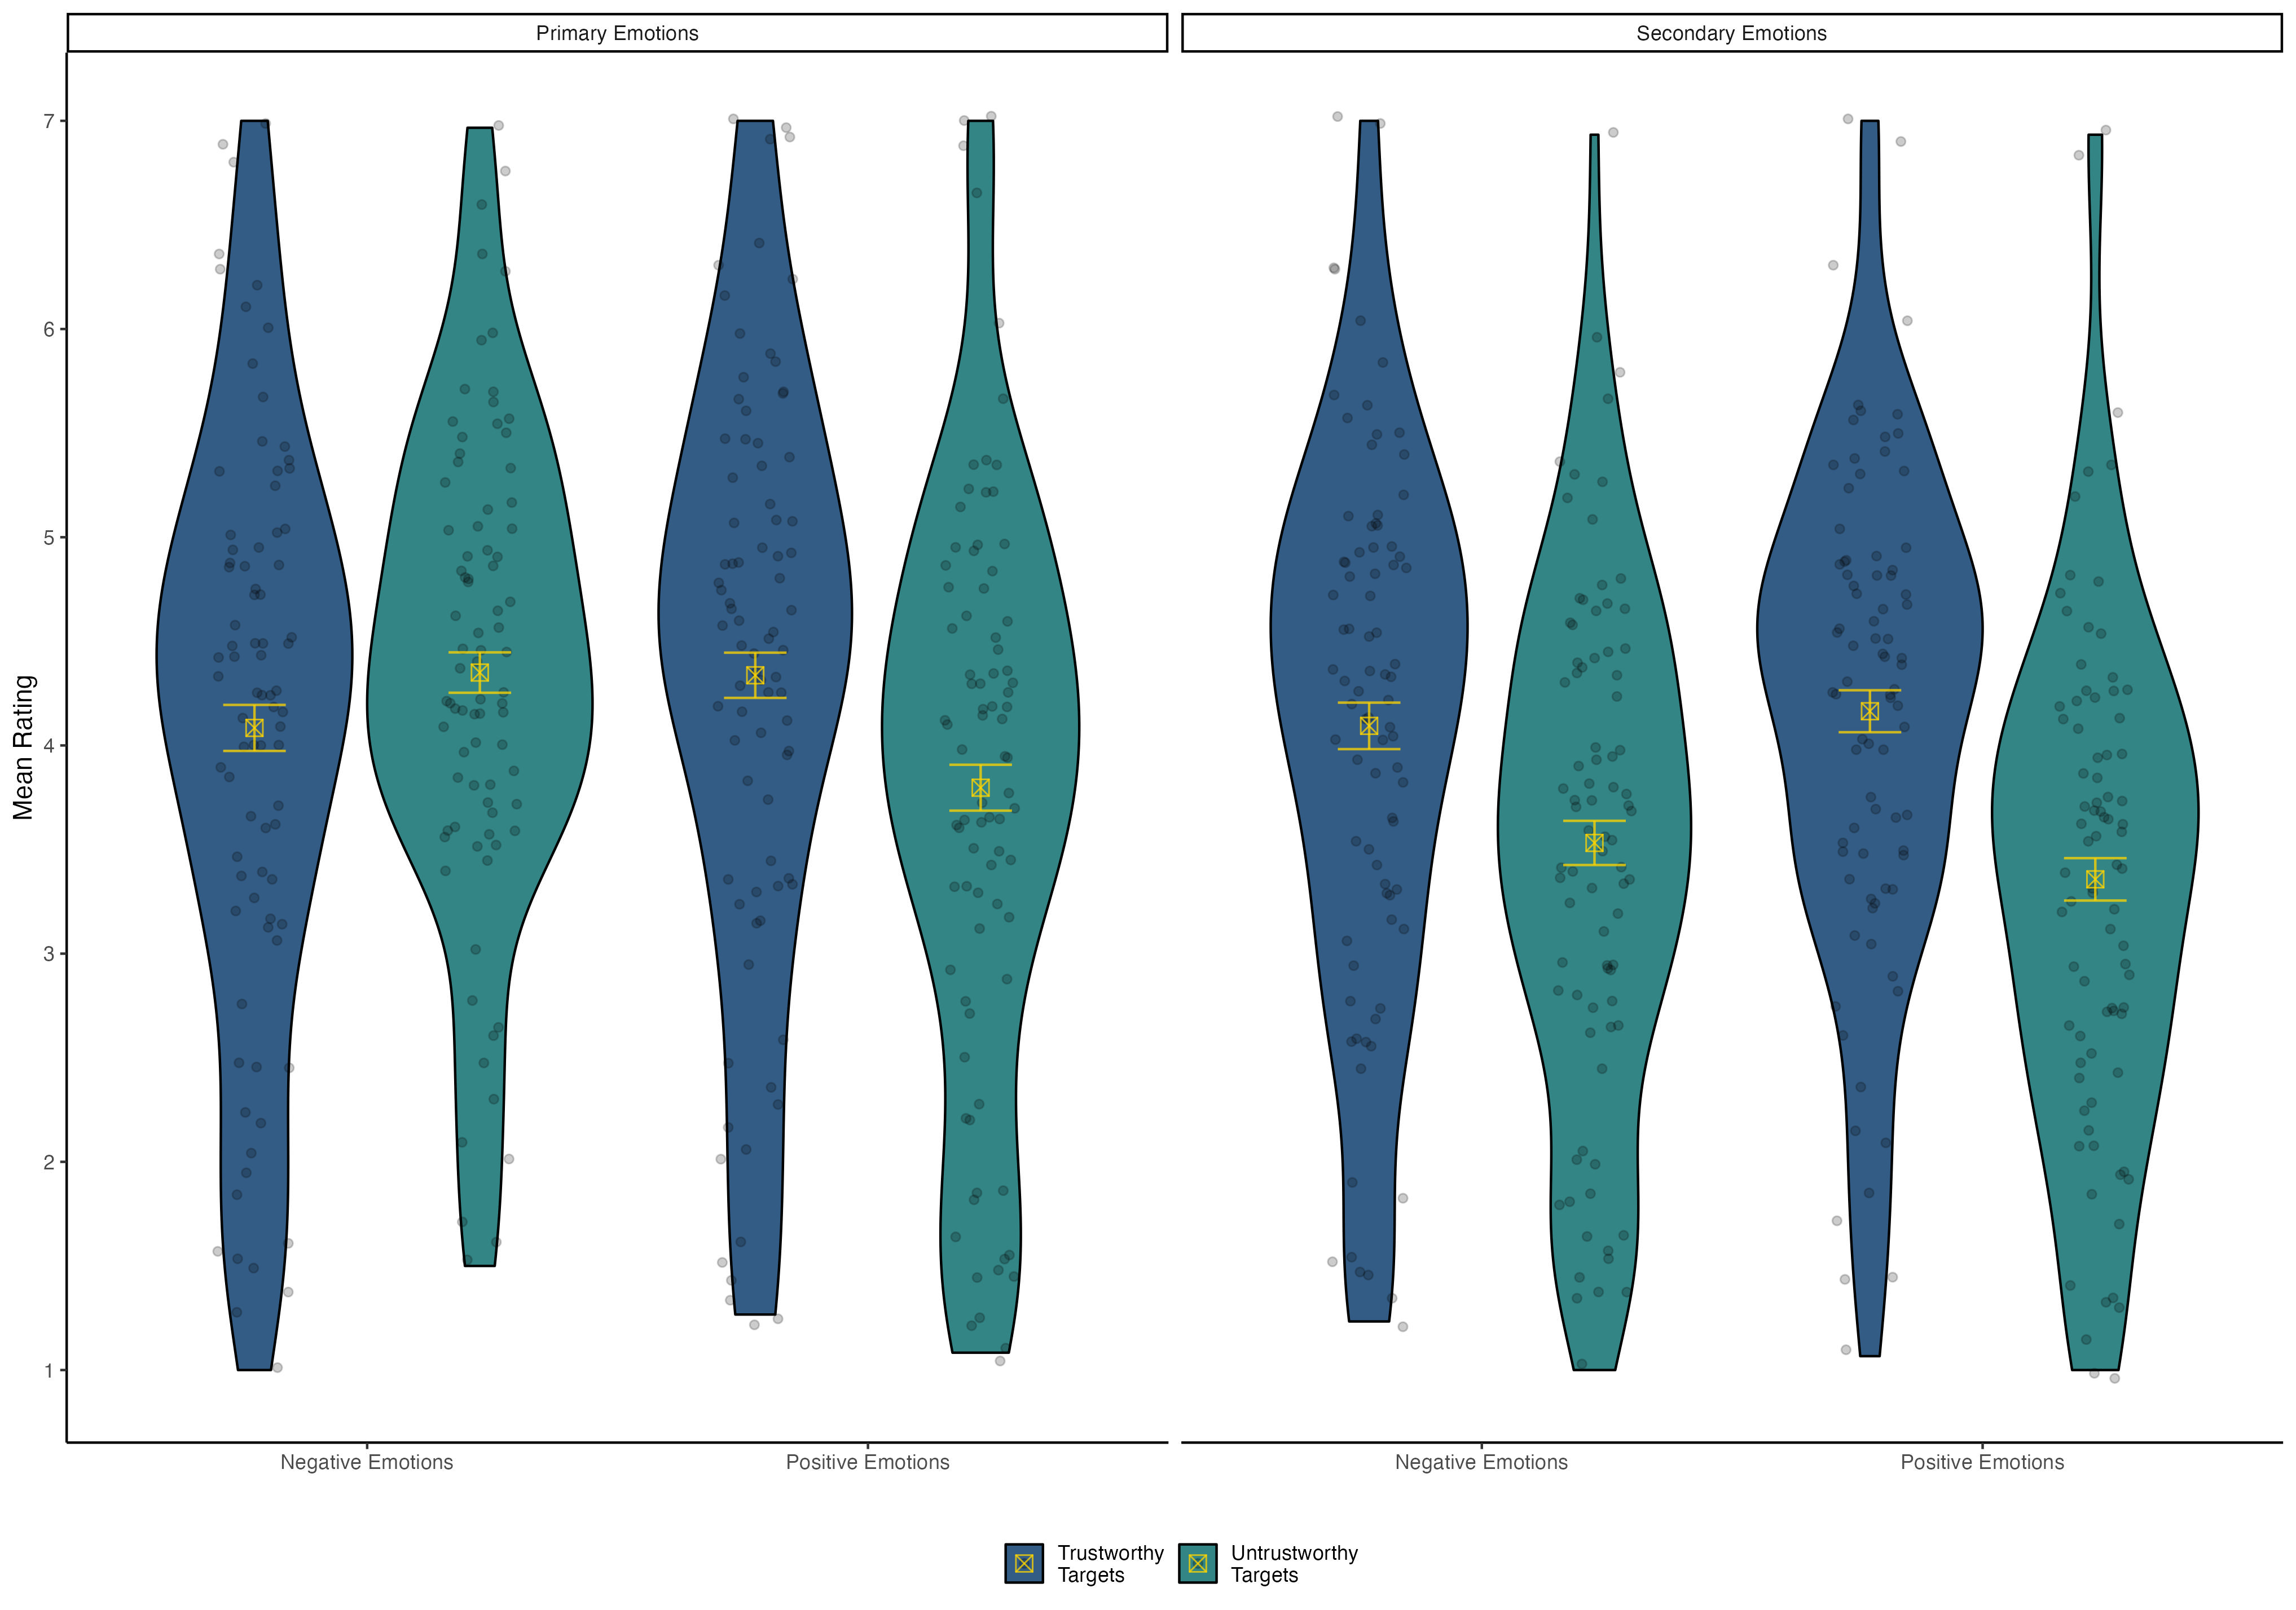 Primary Emotions
Secondary Emotions
7
6
5
4
3
2
1
Mean Rating
Negative Emotions
Positive Emotions
Negative Emotions
Positive Emotions
Trustworthy
Targets
Untrustworthy
Targets